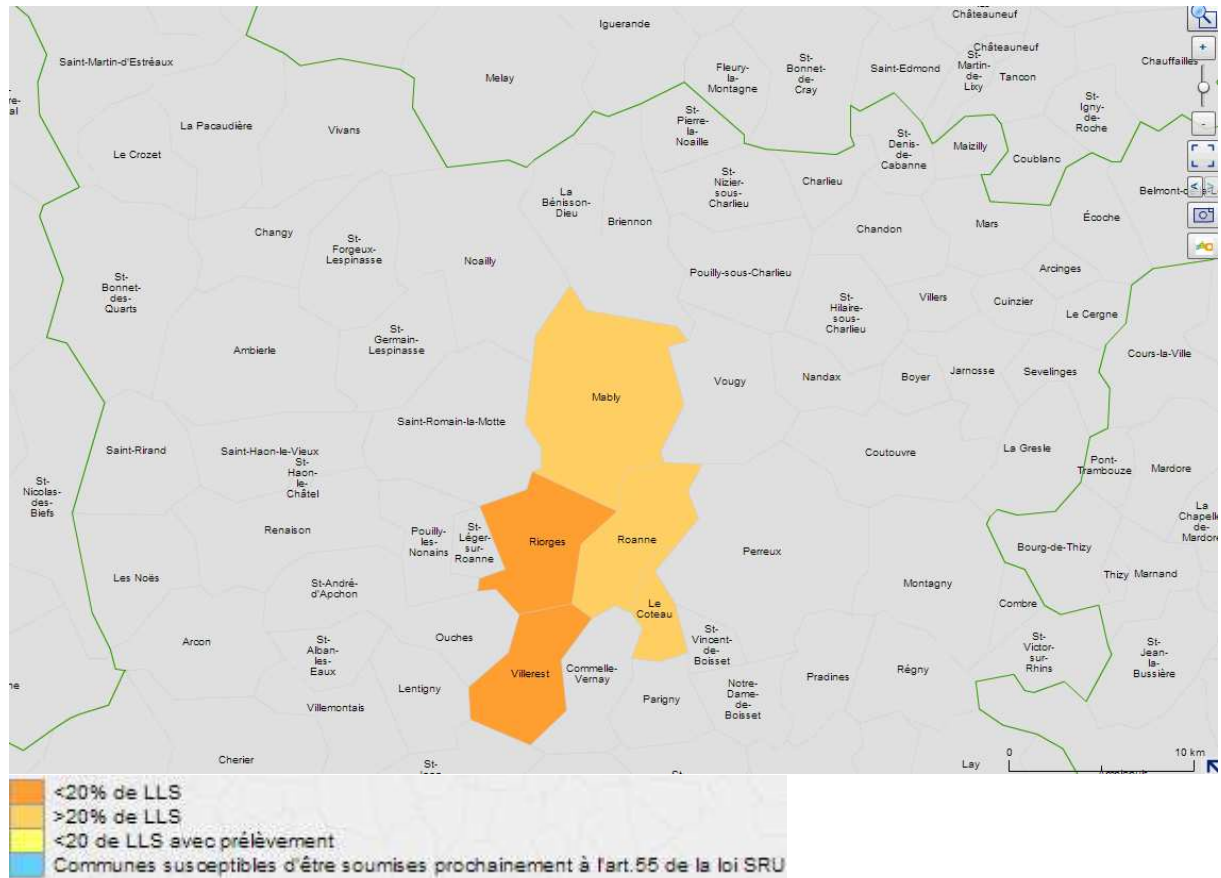 Iguerande
Châteauneuf
Saint-Martin-d'Estréaux
Châteauneuf
Chauffailles
Melay
Fleury-
la-
Montagne
St-
Bonnet-
de-
Cray
Saint-Edmond
St-
Martin-
de-
Lixy
Tancon
St-
Igny-
de-
Roche
La Pacaudière
Vivans
Le Crozet
St-
Pierre-
la-
Noaille
St-
Denis-
de-
Cabanne
Maizilly
Coublanc
La
Bénisson-
Dieu
Briennon
St-
Nizier-
sous-
Charlieu
Charlieu
Chandon
Mars
Écoche
Changy
St-
Forgeux-
Lespinasse
Noailly
St-
Bonnet-
des-
Quarts
Pouilly-sous-Charlieu
Arcinges
St-
Hilaire-
sous-
Charlieu
Villers
Cuinzier
Le Cergne
Ambierle
St-
Germain-
Lespinasse
Cours-la-Ville
Mably
Vougy
Nandax
Boyer
Jarnosse
Sevelinges
Saint-Romain-la-Motte
Saint-Rirand
Saint-Haon-le-Vieux
St-
Haon-
le-
Châtel
Coutouvre
La Gresle
Pont-
Trambouze
Mardore
St-
Nicolas-
des-
Biefs
La
Chapelle
de-
Mardore
Renaison
Pouilly-
les-
Nonains
St-
Léger-
sur-
Roanne
Riorges
Roanne
Perreux
Bourg-de-Thizy
Les Noës
St-André-
d'Apchon
Montagny
Thizy
Marnand
Le
Coteau
Combre
Arcon
St-
Alban-
les-
Eaux
Ouches
St-
Vincent-
de-
Boisset
St-
Victor-
sur-
Rhins
St-
Jean-
la-
Bussière
Villerest
Commelle-
Vernay
Lentigny
Parigny
Notre-
Dame-
de-
Boisset
Pradines
Régny
Villemontais
Cherier
Lay
0 10 km
<20% de LLS
>20% de LLS
<20 de LLS avec prélèvement
Communes susceptibles d'être soumises prochainement à l'art.55 de la loi SRU